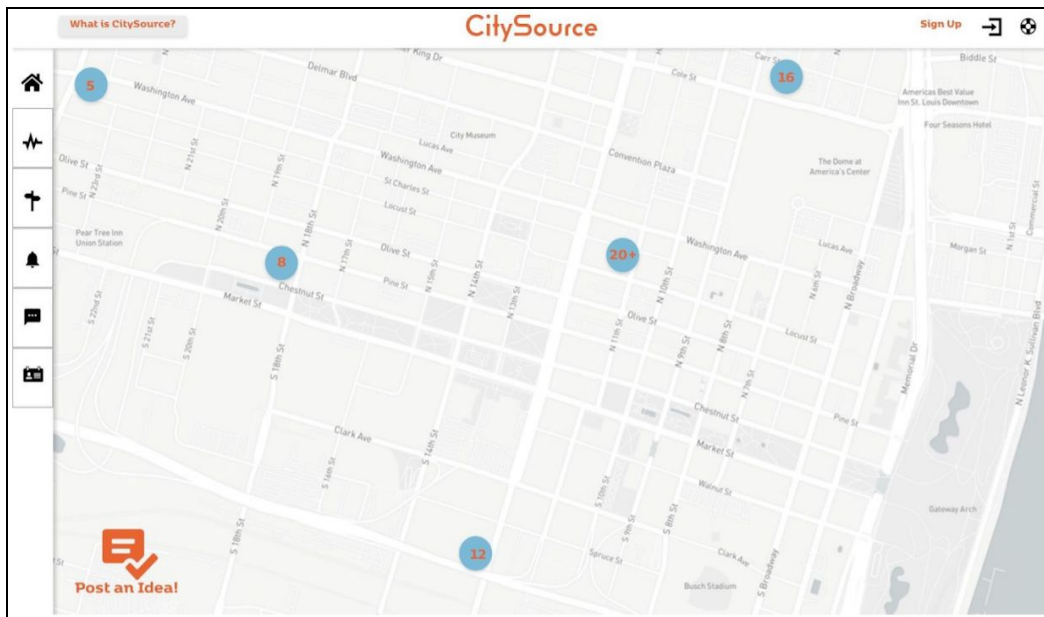 What is CitySource?
CitySource
Sign Up
Delmar Blvd
King Dr
Carr St
Cole St
Biddle St
5
16
Washington Ave
City Museum
Lucas Ave
Americas Best Value
Inn St. Louis Downtown
Four Seasons Hotel
Washington Ave
Convention Plaza
The Dome at
America's Center
Olive St
N 23rd St
N 21st St
N 19th St
St Charles St
Locust St
Pine St
N 20th St
N 18th St
N 17th St
Commercial St
N 1st St
Pear Tree Inn
Union Station
8
Olive St
Pine St
N 15th St
N 14th St
N 13th St
20+
Washington Ave
Lucas Ave
Morgan St
N 10th St
N 6th St
N Broadway
Chestnut St
Market St
S 22nd St
S 21st St
S 20th St
S 18th St
Olive St
N 11th St
N 9th St
N 8th St
N 7th St
Locust St
Memorial Dr
N Leonor K. Sullivan Blvd
Chestnut St
Pine St
Market St
Clark Ave
S 16th St
S 14th St
Walnut St
S 10th St
S 9th St
S 8th St
Gateway Arch
S 18th St
12
Spruce St
Clark Ave
S Broadway
Busch Stadium
Post an Idea!